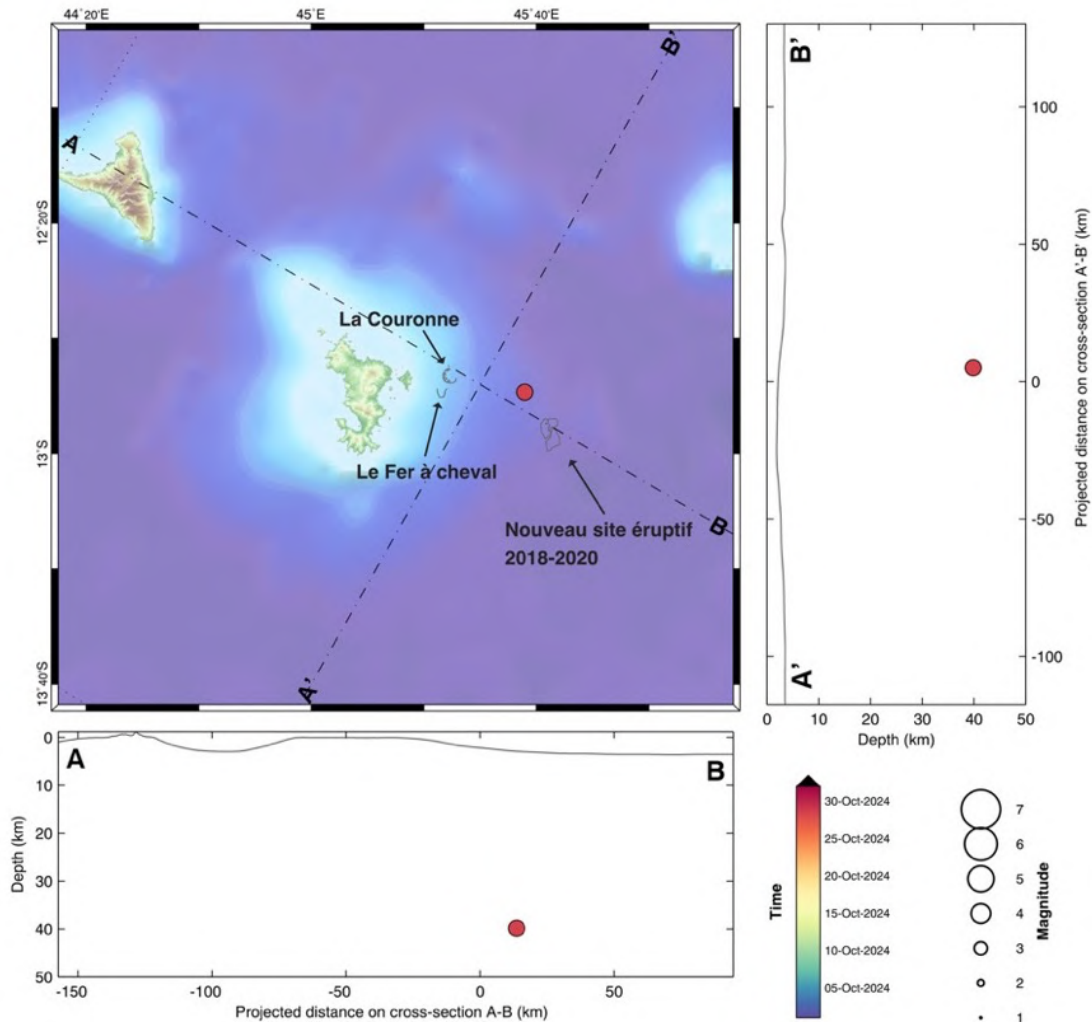 44˚20'E
45˚E
45˚40'E
12˚20'S
13˚S
13˚40'S
A
B'
La Couronne
Le Fer à cheval
Nouveau site éruptif
2018-2020
B
A'
B'
100
50
0
-50
-100
Projected distance on cross-section A'-B' (km)
A'
0 10 20 30 40 50
Depth (km)
A
B
0
10
20
30
40
50
Depth (km)
-150 -100 -50 0 50
Projected distance on cross-section A-B (km)
Time
30-Oct-2024
25-Oct-2024
20-Oct-2024
15-Oct-2024
10-Oct-2024
05-Oct-2024
7
6
5
4
3
2
1
Magnitude